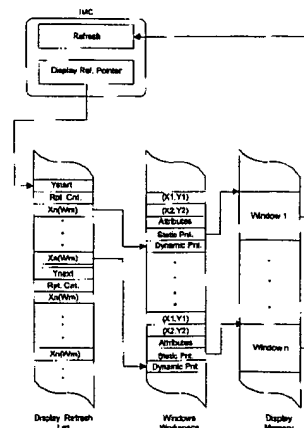 IMC
Refresh
Display Ref. Pointer
Ystart
Rpt. Cnt.
Xn(Wm)
Xn(Wm)
Ynext
Rpt. Cnt.
Xn(Wm)
Xn(Wm)
Display Refresh
List
(X1,Y1)
(X2,Y2)
Attributes
Static Pnt.
Dynamic Pnt.
(X1,Y1)
(X2,Y2)
Attributes
Static Pnt.
Dynamic Pnt.
Windows
Workspace
Window 1
Window n
Display
Memory